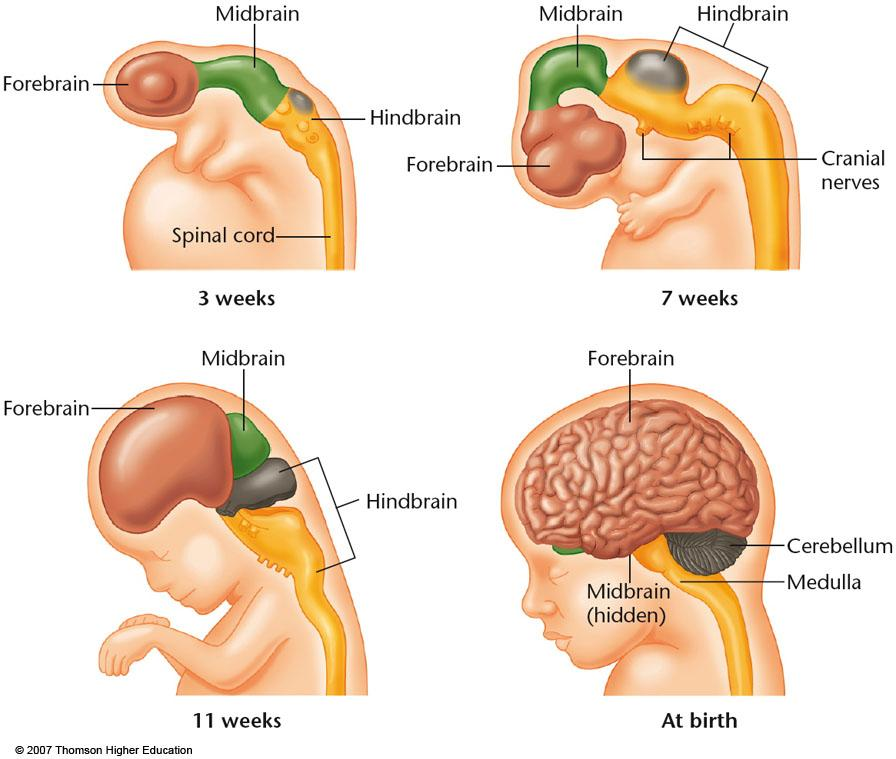 Midbrain
Forebrain
Hindbrain
Spinal cord
3 weeks
Midbrain
Hindbrain
Forebrain
Cranial
nerves
7 weeks
Midbrain
Forebrain
Hindbrain
11 weeks
Forebrain
Cerebellum
Medulla
Midbrain
(hidden)
At birth
© 2007 Thomson Higher Education